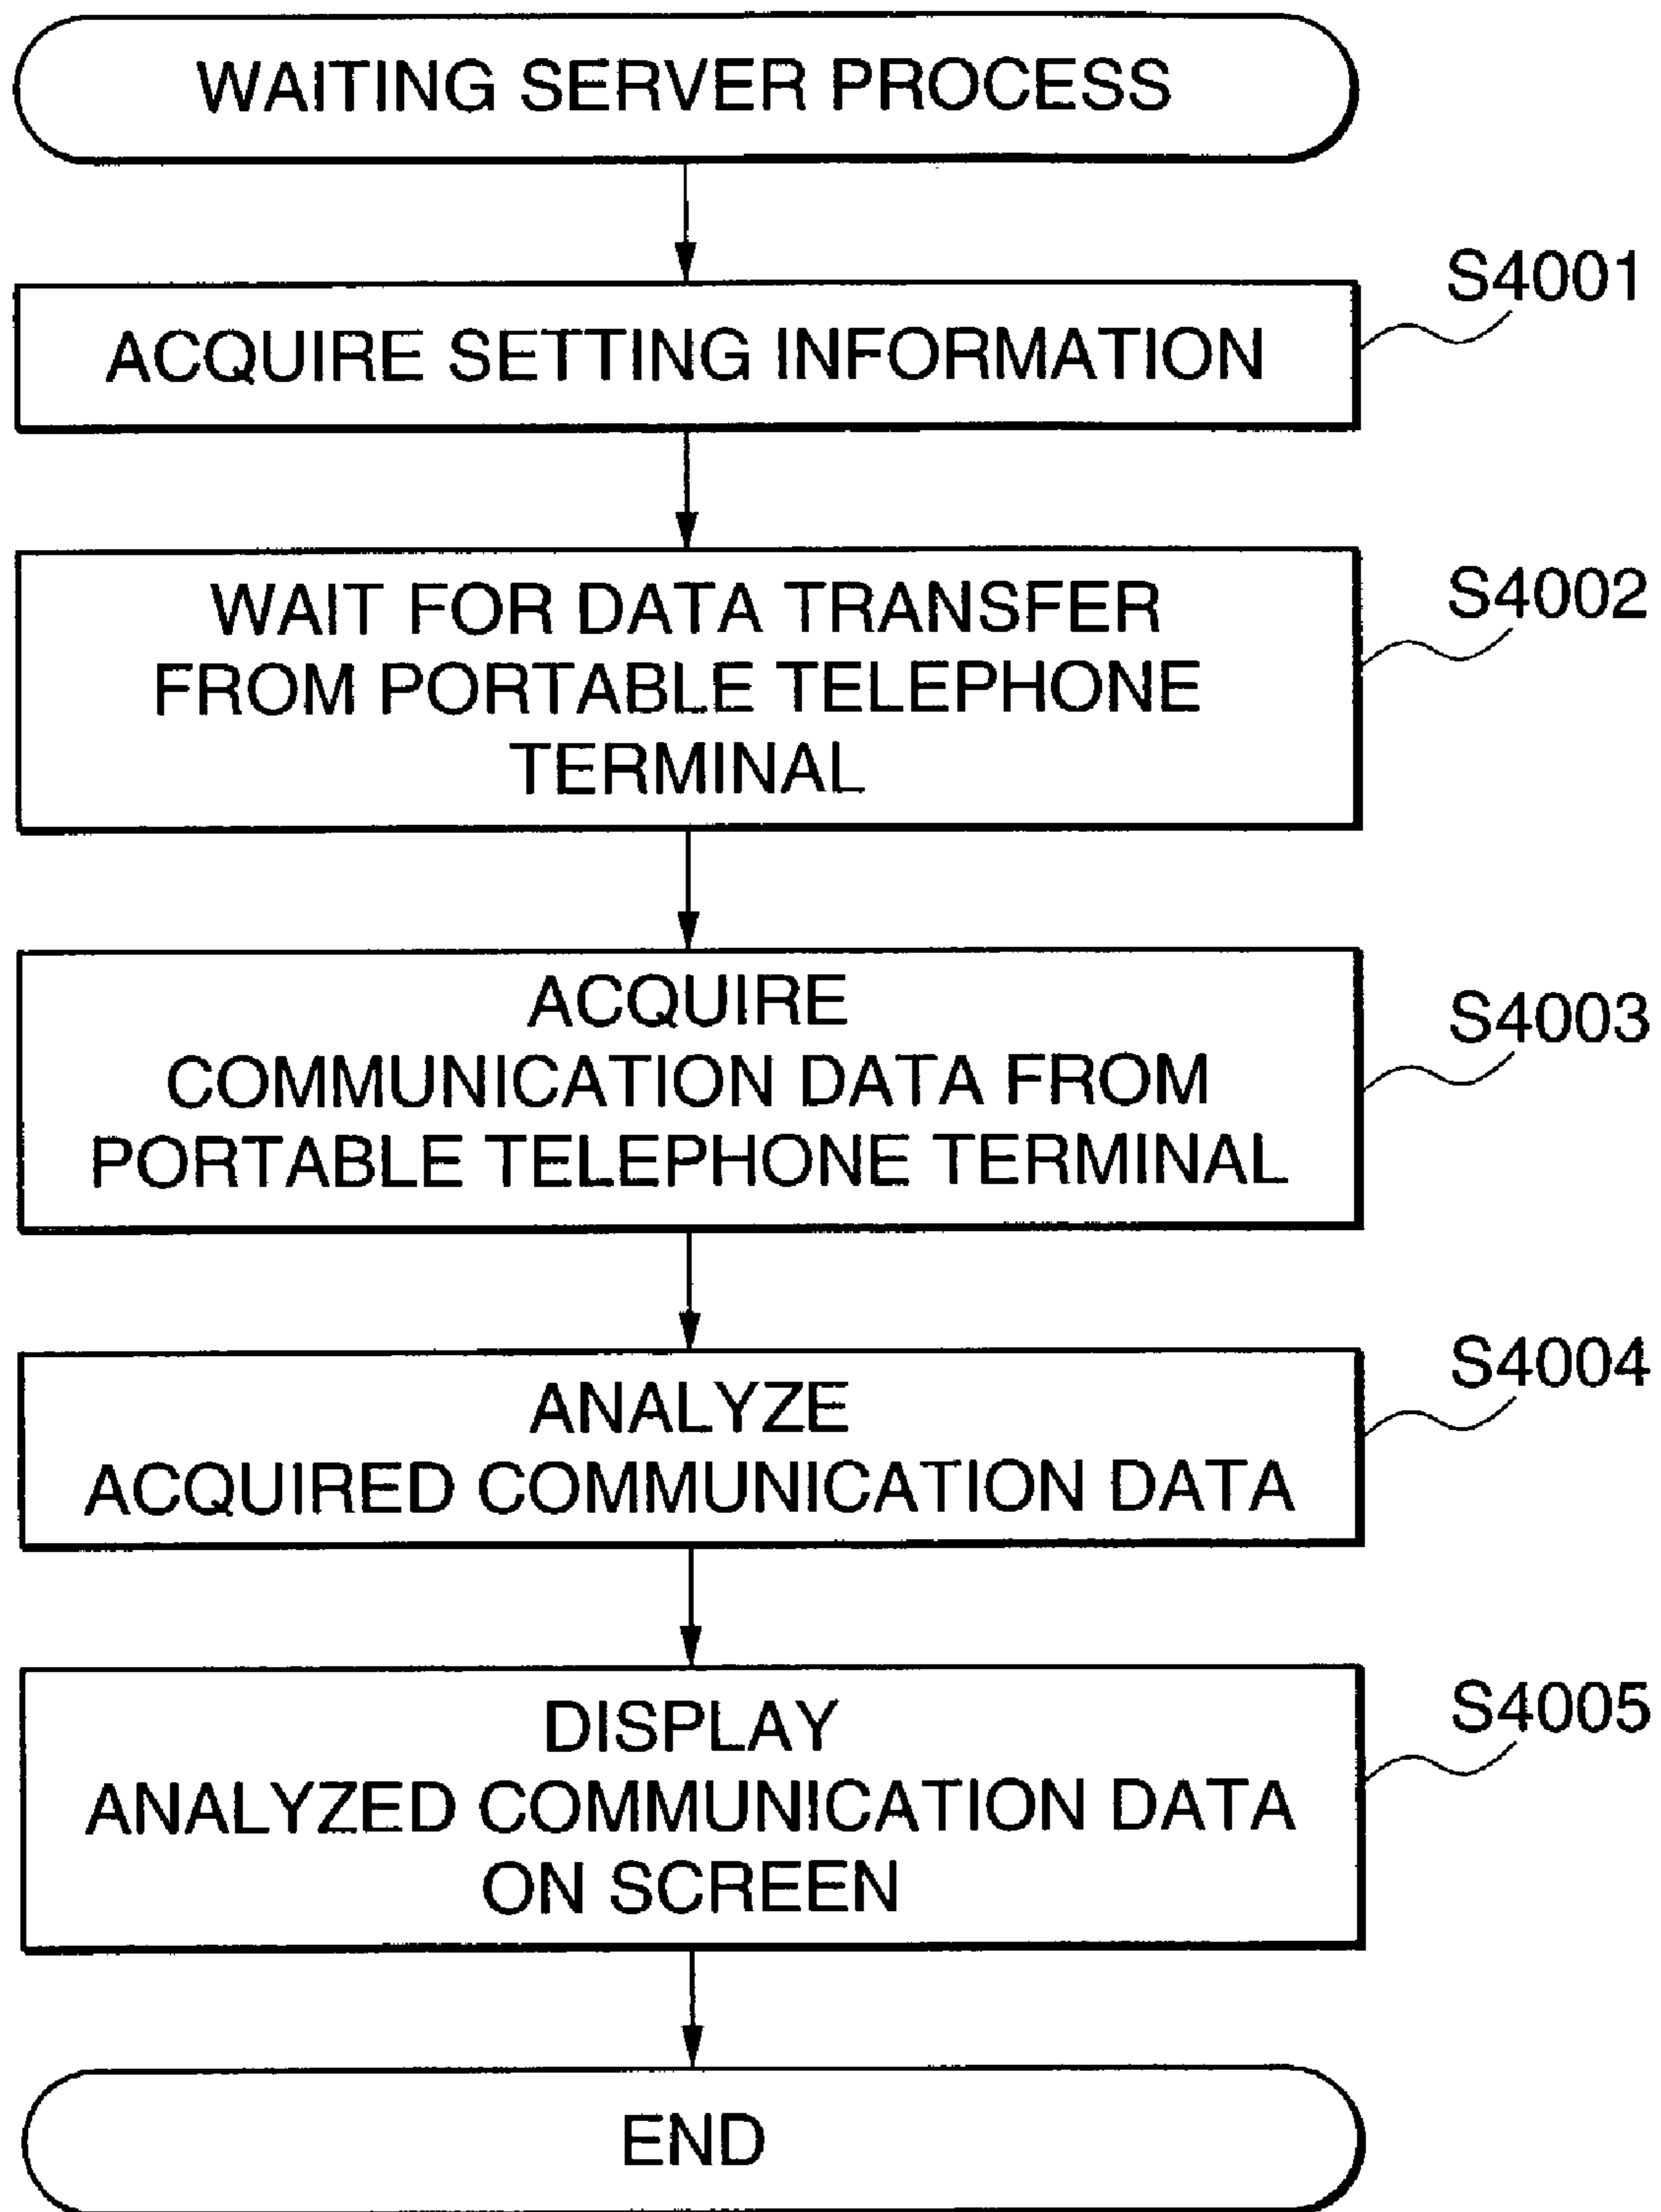 WAITING SERVER PROCESS
S4001
ACQUIRE SETTING INFORMATION
S4002
WAIT FOR DATA TRANSFER
FROM PORTABLE TELEPHONE
TERMINAL
S4003
ACQUIRE
COMMUNICATION DATA FROM
PORTABLE TELEPHONE TERMINAL
S4004
ANALYZE
ACQUIRED COMMUNICATION DATA
S4005
DISPLAY
ANALYZED COMMUNICATION DATA
ON SCREEN
END